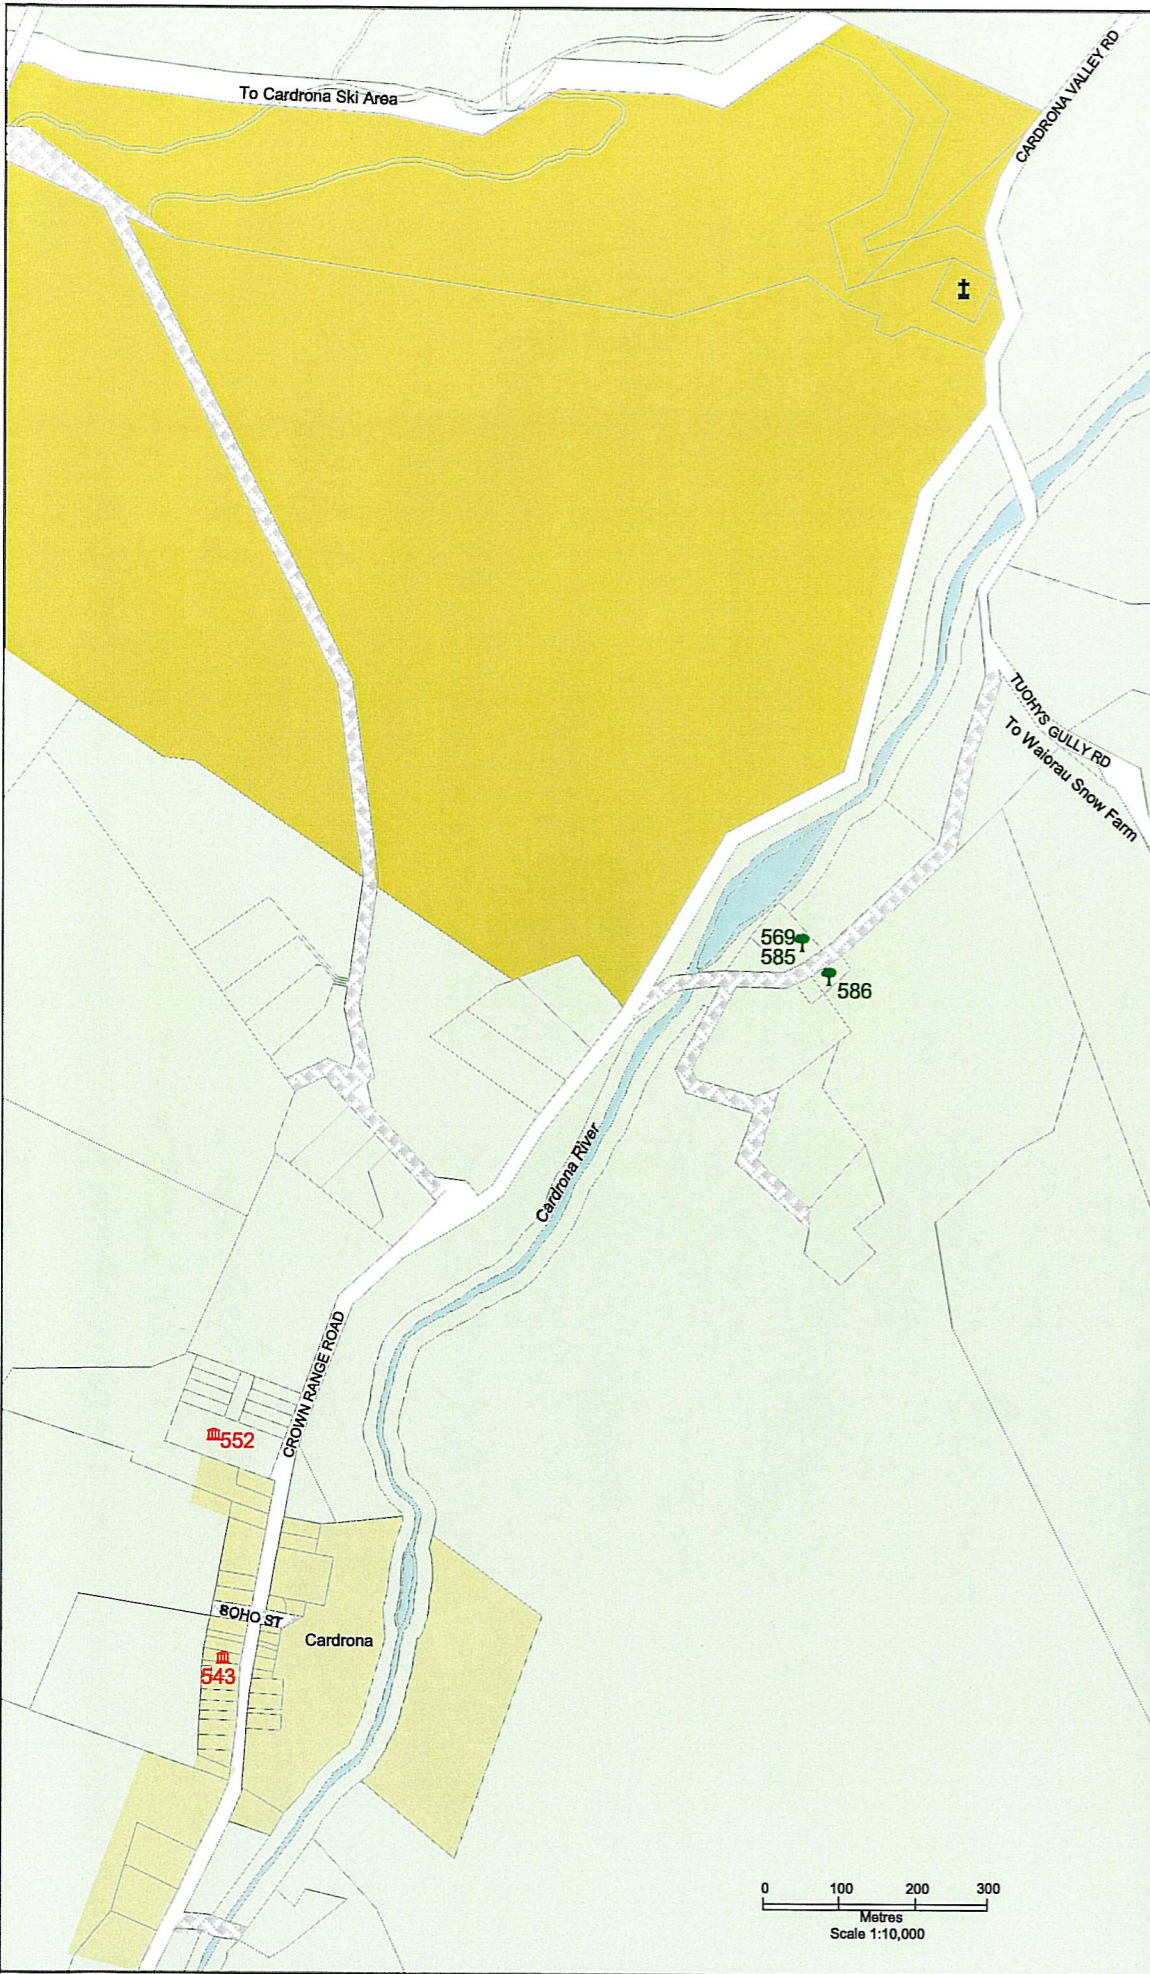 To Cardrona Ski Area
CARDRONA VALLEY RD
TUOHYS GULLY RD
To Waiorau Snow Farm
569
585
586
Cardrona River
CROWN RANGE ROAD
552
SOHO ST
Cardrona
543
0 100 200 300
Metres
Scale 1:10,000